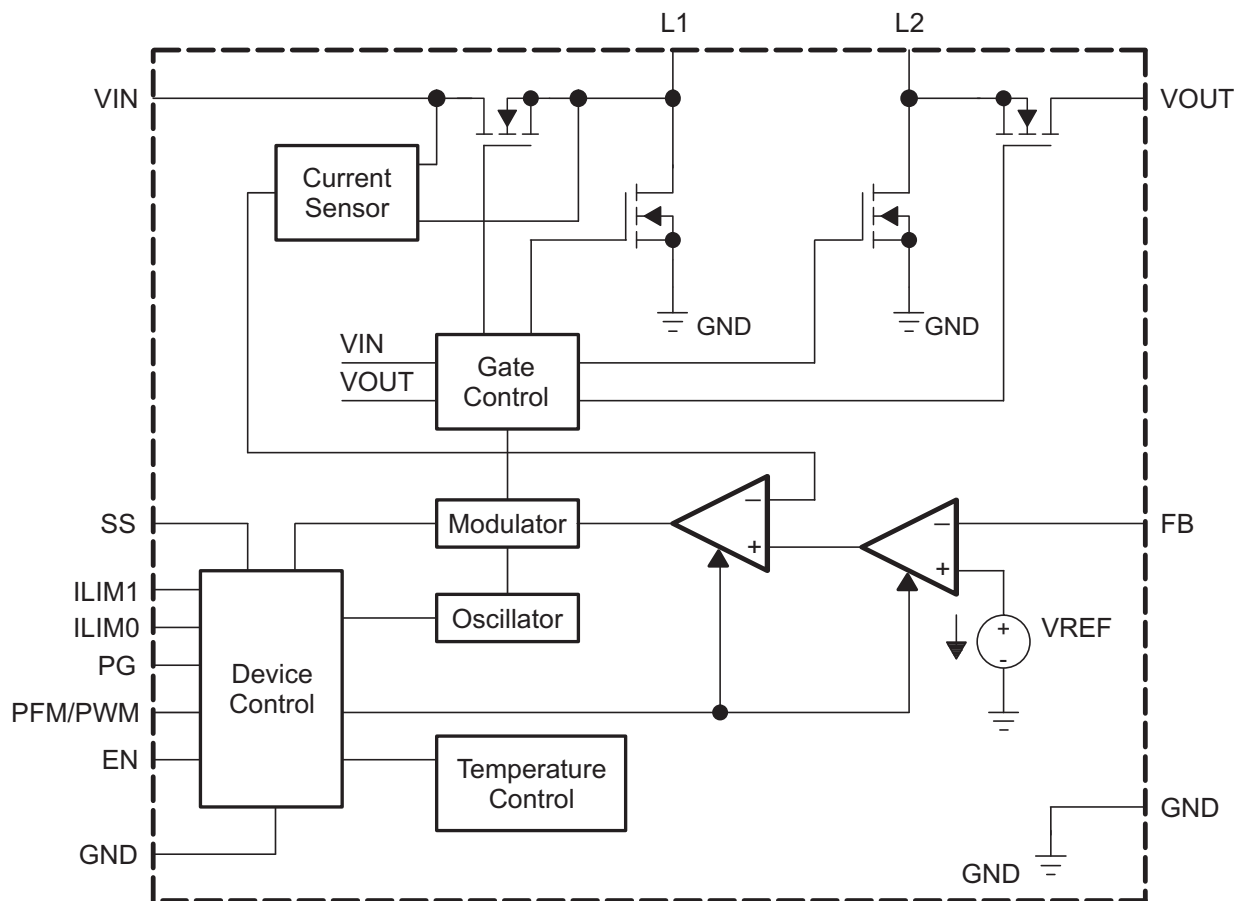 L1
L2
VIN
VOUT
Current
Sensor
GND
GND
VIN
VOUT
Gate
Control
SS
Modulator
−
+
−
+
FB
ILIM1
ILIM0
PG
PFM/PWM
EN
GND
Device
Control
Oscillator
+
-
VREF
Temperature
Control
GND
GND